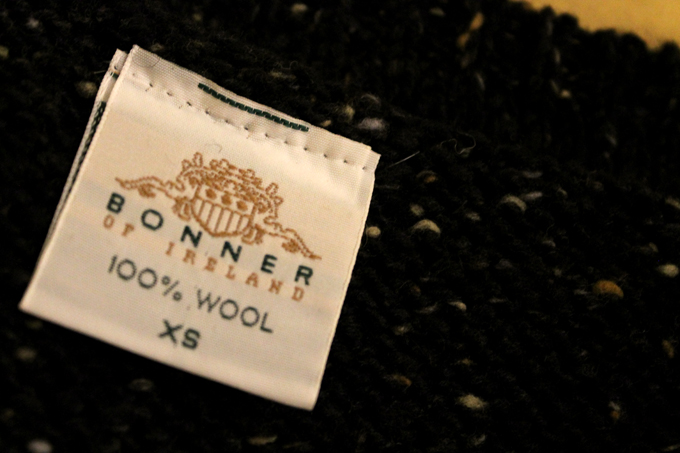 BONNER
OF IRELAND
100% WOOL
XS